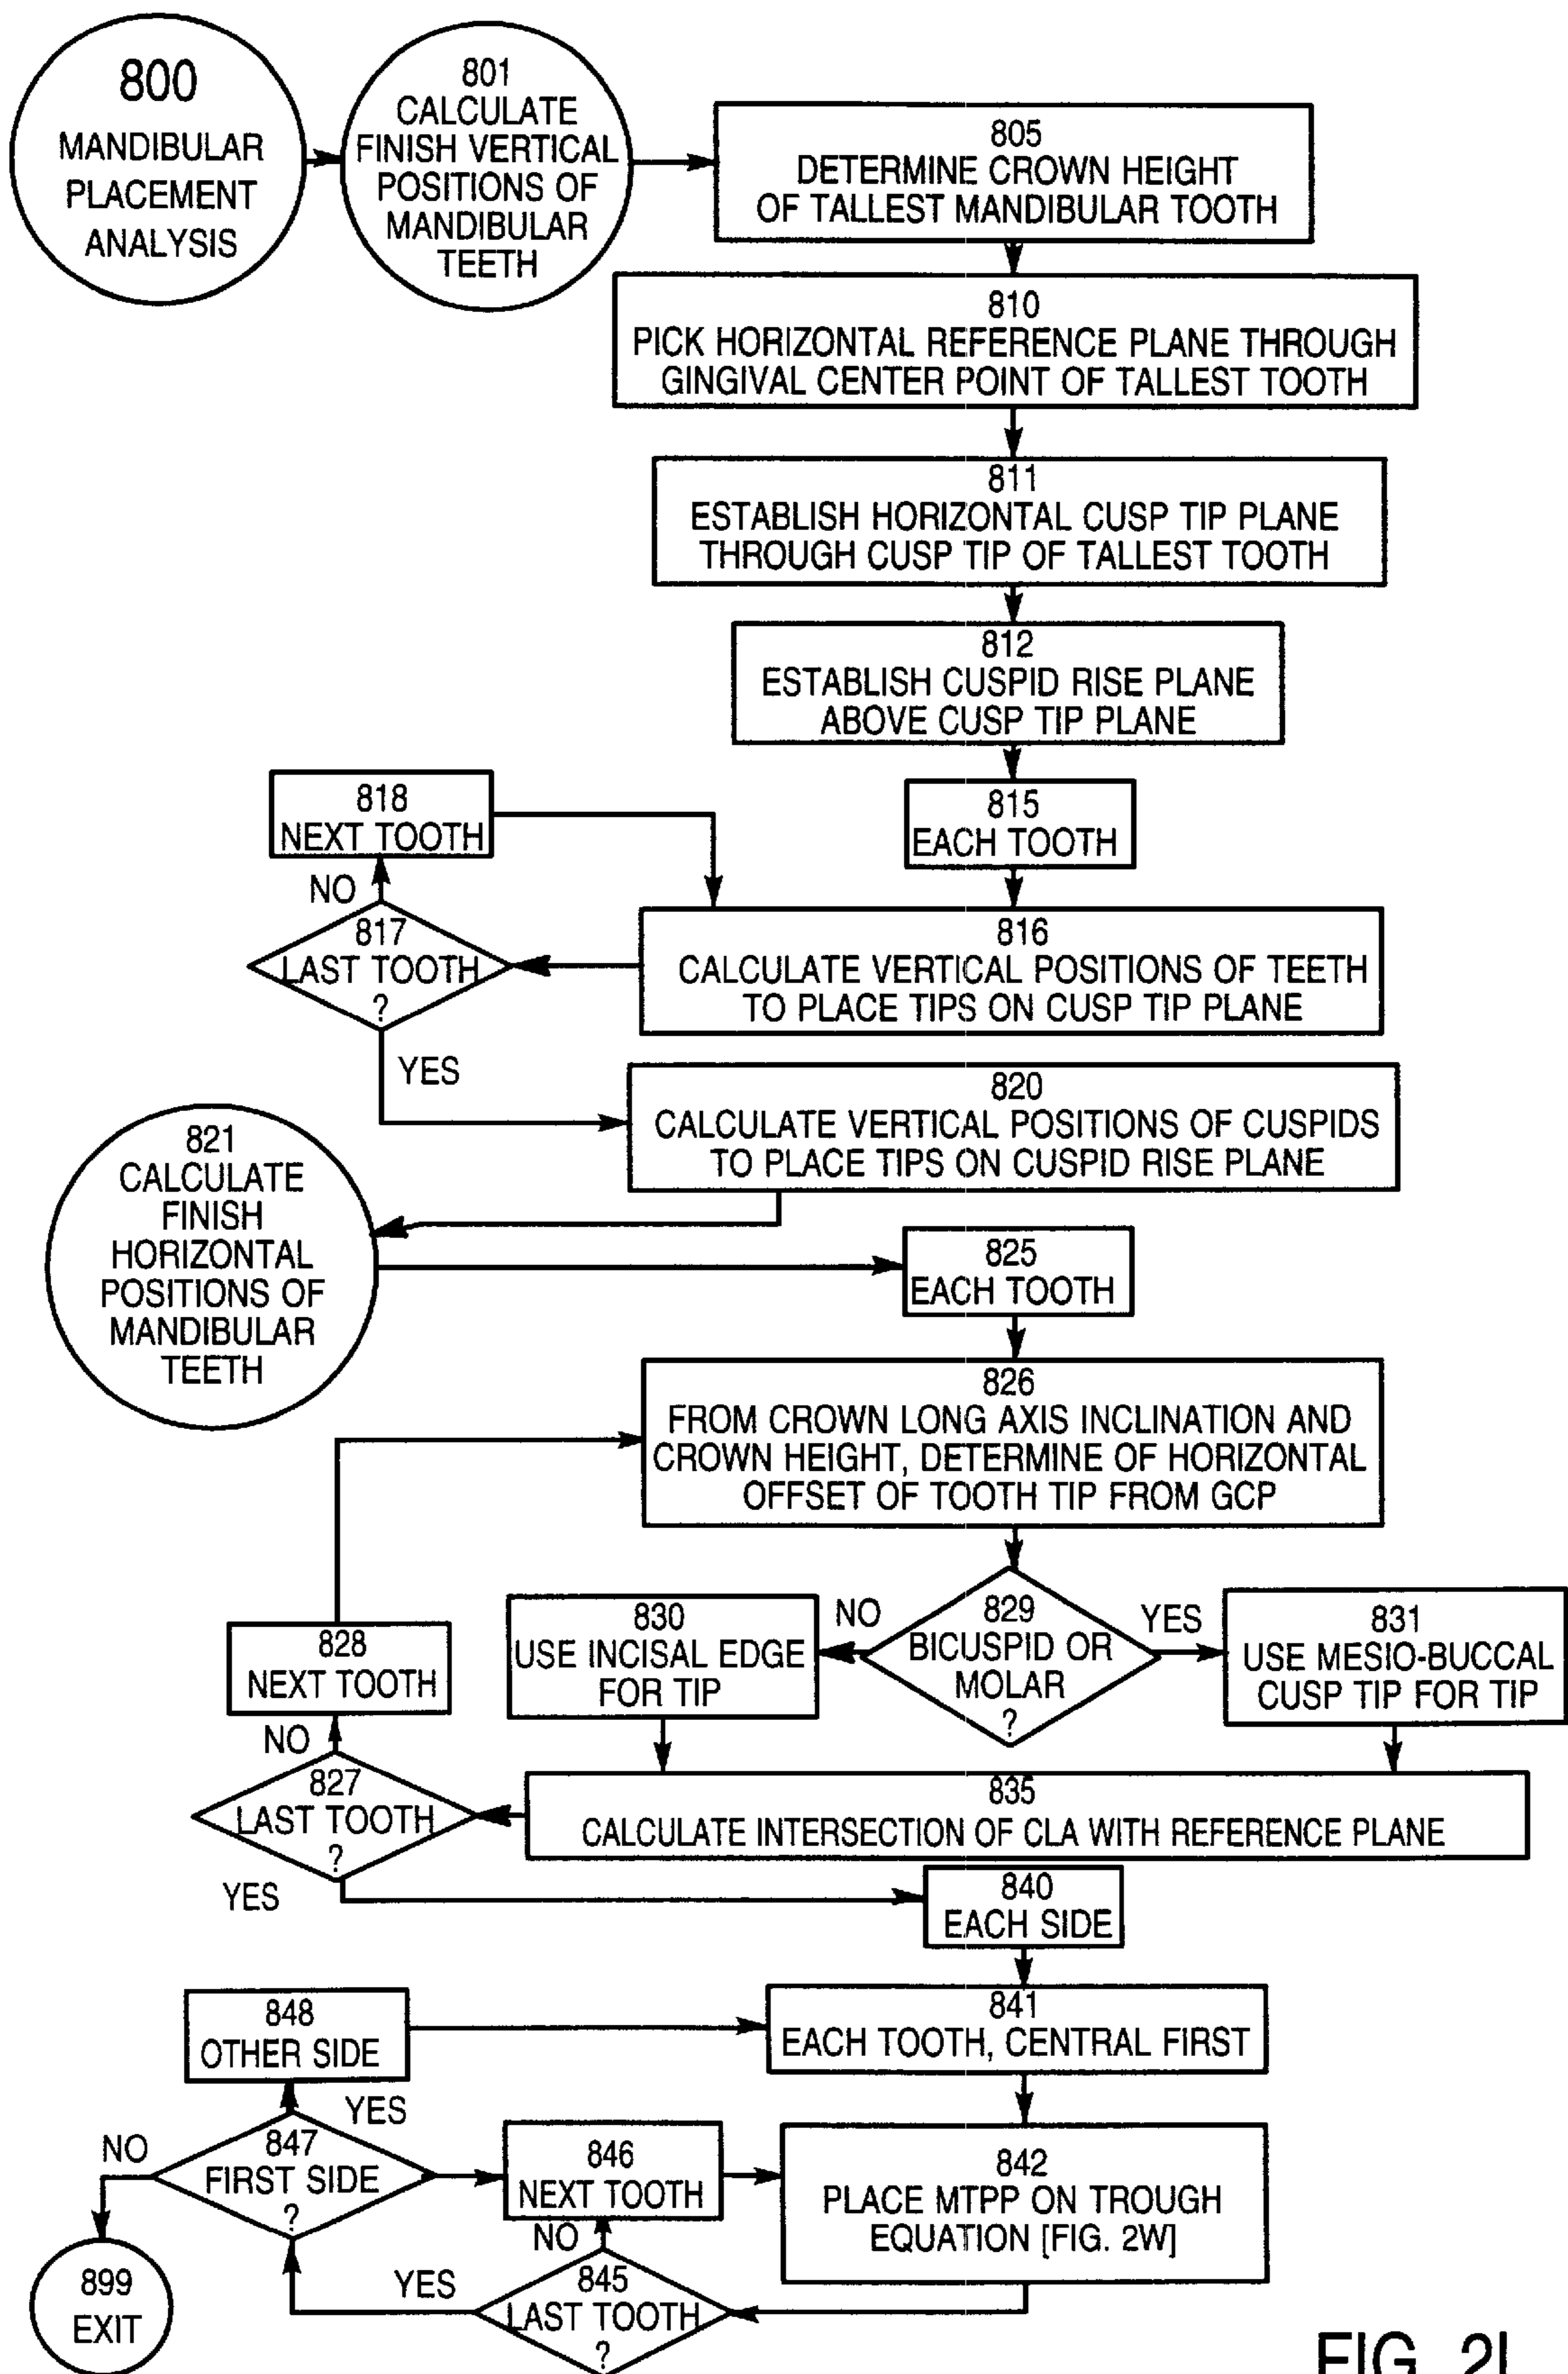 800
MANDIBULAR
PLACEMENT
ANALYSIS
801
CALCULATE
FINISH VERTICAL
POSITIONS OF
MANDIBULAR
TEETH
805
DETERMINE CROWN HEIGHT
OF TALLEST MANDIBULAR TOOTH
810
PICK HORIZONTAL REFERENCE PLANE THROUGH
GINGIVAL CENTER POINT OF TALLEST TOOTH
811
ESTABLISH HORIZONTAL CUSP TIP PLANE
THROUGH CUSP TIP OF TALLEST TOOTH
812
ESTABLISH CUSPID RISE PLANE
ABOVE CUSP TIP PLANE
815
EACH TOOTH
818
NEXT TOOTH
NO
817
LAST TOOTH
?
YES
816
CALCULATE VERTICAL POSITIONS OF TEETH
TO PLACE TIPS ON CUSP TIP PLANE
820
CALCULATE VERTICAL POSITIONS OF CUSPIDS
TO PLACE TIPS ON CUSPID RISE PLANE
821
CALCULATE
FINISH
HORIZONTAL
POSITIONS OF
MANDIBULAR
TEETH
825
EACH TOOTH
826
FROM CROWN LONG AXIS INCLINATION AND
CROWN HEIGHT, DETERMINE OF HORIZONTAL
OFFSET OF TOOTH TIP FROM GCP
829
BICUSPID OR
MOLAR
?
NO
YES
830
USE INCISAL EDGE
FOR TIP
831
USE MESIO-BUCCAL
CUSP TIP FOR TIP
828
NEXT TOOTH
NO
827
LAST TOOTH
?
YES
835
CALCULATE INTERSECTION OF CLA WITH REFERENCE PLANE
840
EACH SIDE
841
EACH TOOTH, CENTRAL FIRST
848
OTHER SIDE
YES
NO
847
FIRST SIDE
?
846
NEXT TOOTH
NO
842
PLACE MTPP ON TROUGH
EQUATION [FIG. 2W]
845
LAST TOOTH
?
YES
899
EXIT
FIG. 2I